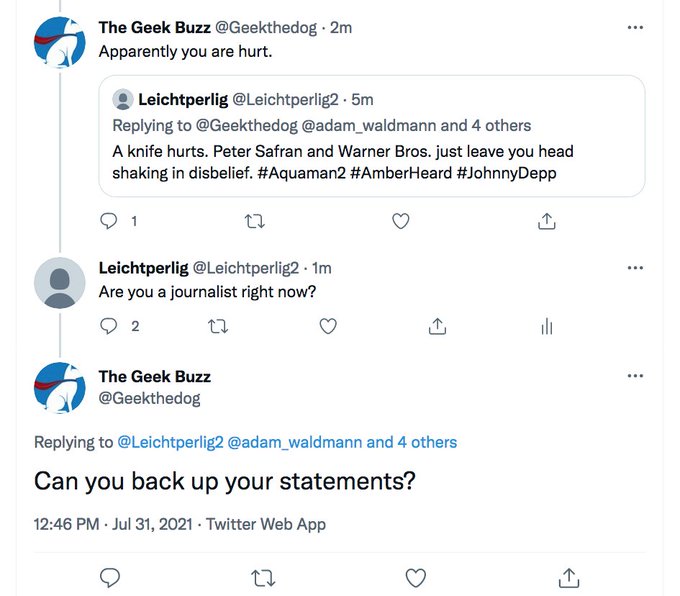 The Geek Buzz @Geekthedog · 2m
Apparently you are hurt.
Leichtperlig @Leichtperlig2 · 5m
Replying to @Geekthedog @adam_waldmann and 4 others
A knife hurts. Peter Safran and Warner Bros. just leave you head
shaking in disbelief. #Aquaman2 #AmberHeard #JohnnyDepp
1
Leichtperlig @Leichtperlig2 · 1m
Are you a journalist right now?
2
The Geek Buzz
@Geekthedog
Replying to @Leichtperlig2 @adam_waldmann and 4 others
Can you back up your statements?
12:46 PM · Jul 31, 2021 · Twitter Web App